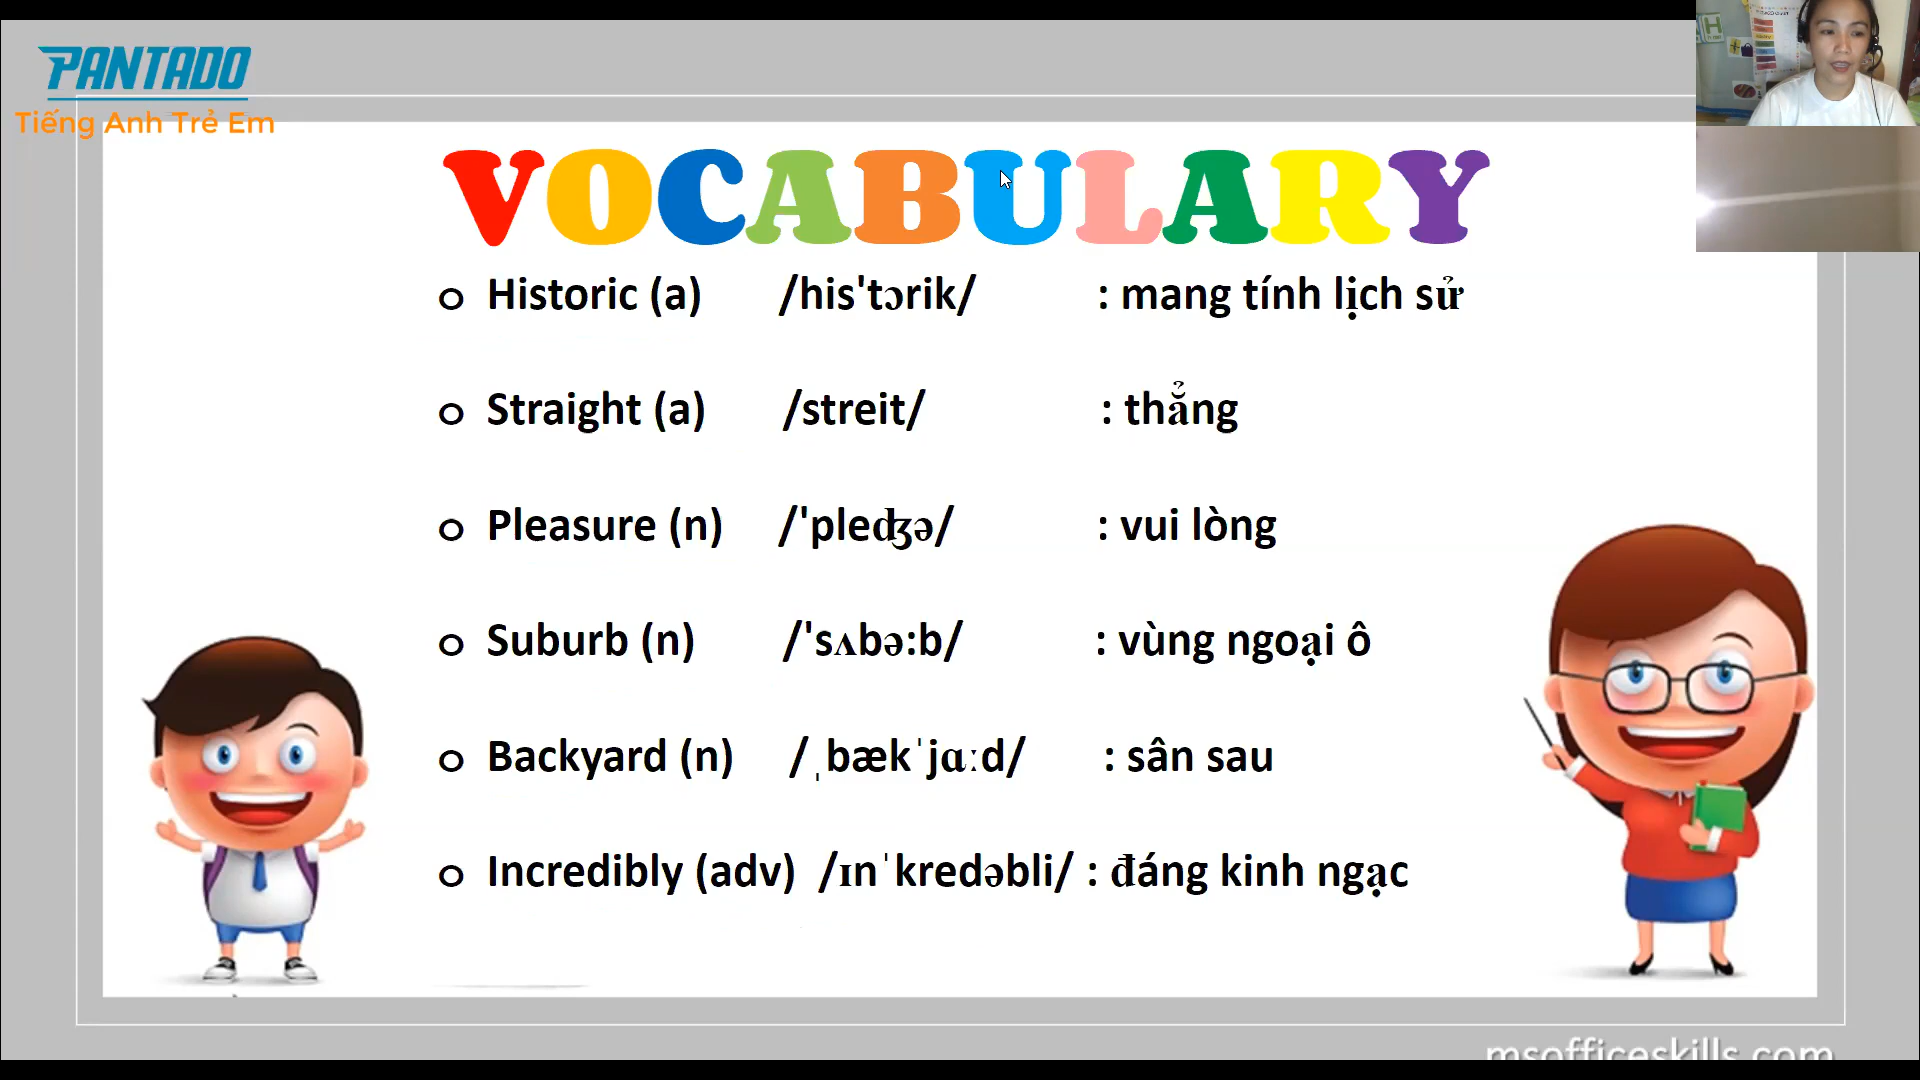 PANTADO
Tiếng Anh Trẻ Em
VOCABULARY
o Historic (a) /his'tɔrik/ : mang tính lịch sử
o Straight (a) /streit/ : thẳng
o Pleasure (n) /'pleʤə/ : vui lòng
o Suburb (n) /'sʌbə:b/ : vùng ngoại ô
o Backyard (n) /ˌbækˈjɑːd/ : sân sau
o Incredibly (adv) /ɪnˈkredəbli/ : đáng kinh ngạc
msofficeskills.com